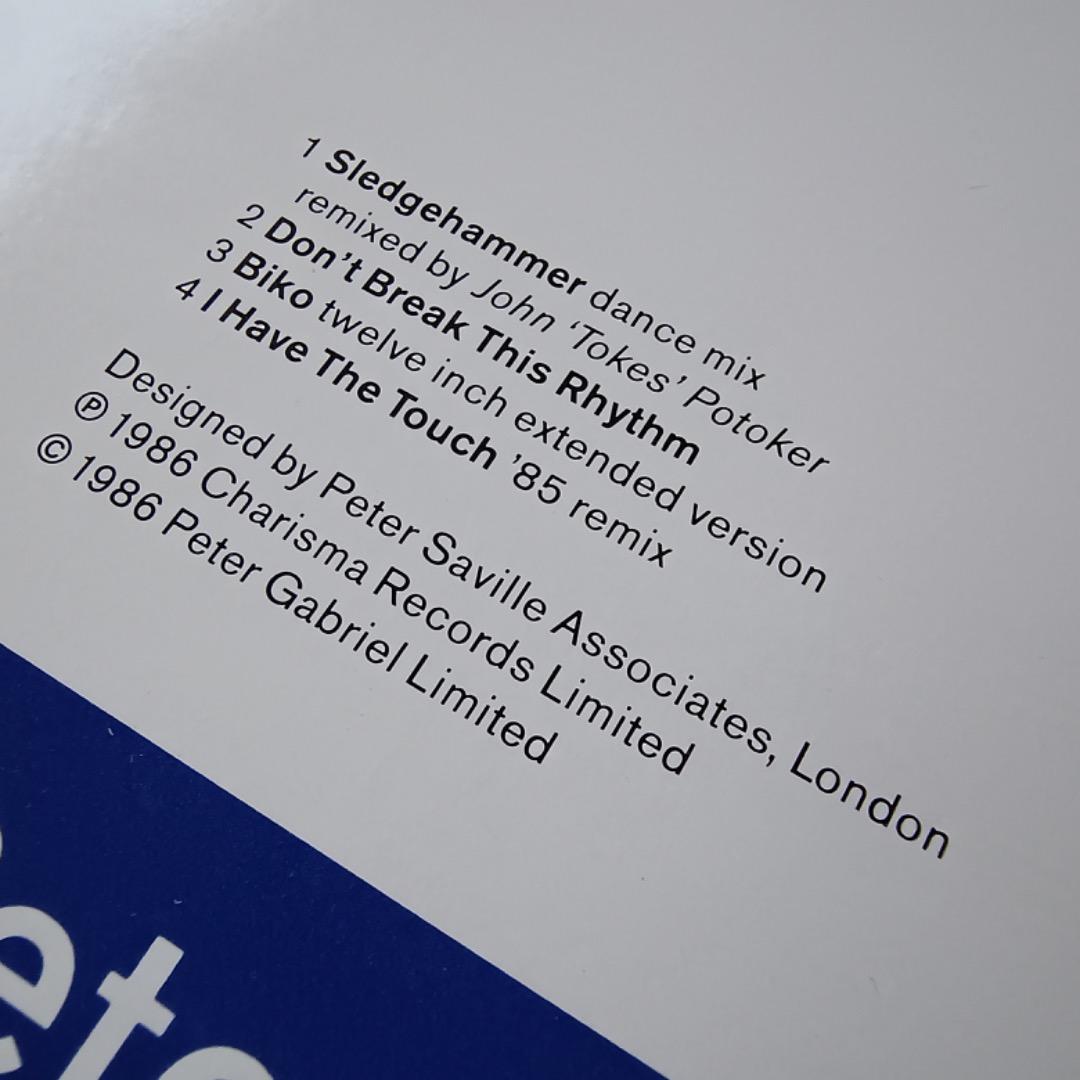 1 Sledgehammer dance mix
remixed by John ‘Tokes’ Potoker
2 Don’t Break This Rhythm
3 Biko twelve inch extended version
4 I Have The Touch ’85 remix
Designed by Peter Saville Associates, London
℗ 1986 Charisma Records Limited
© 1986 Peter Gabriel Limited